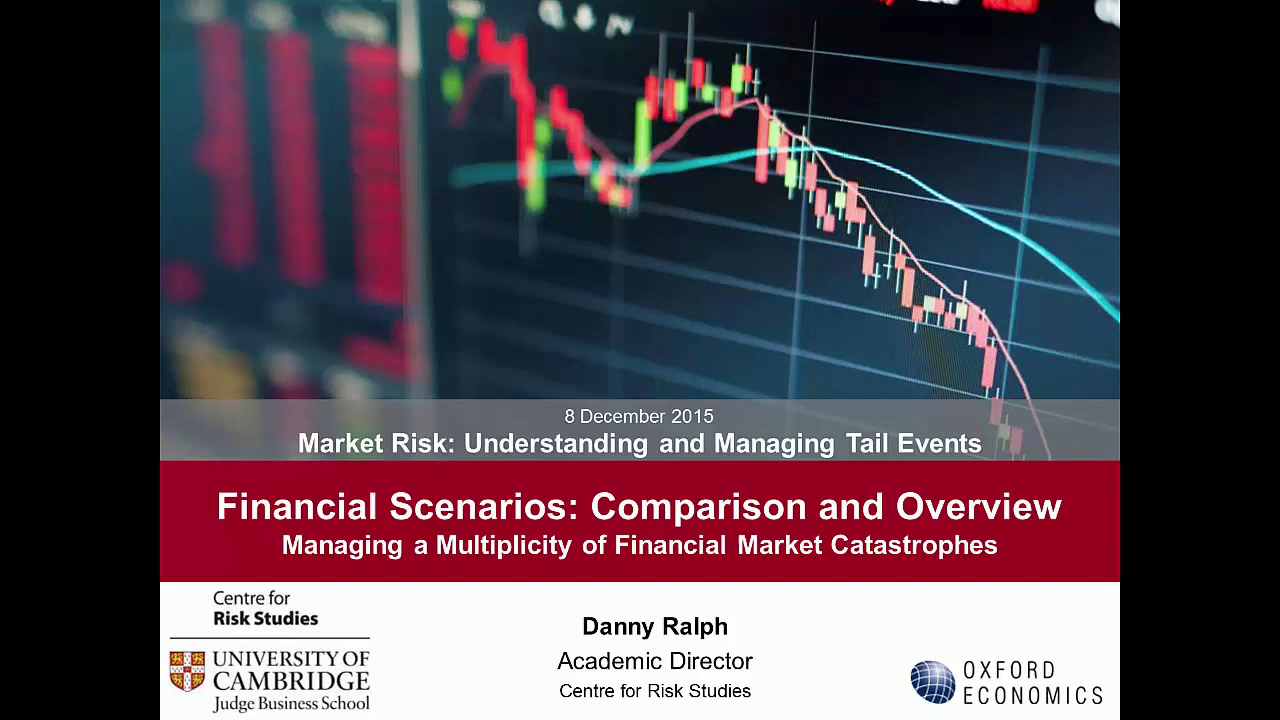 8 December 2015
Market Risk: Understanding and Managing Tail Events
Financial Scenarios: Comparison and Overview
Managing a Multiplicity of Financial Market Catastrophes
Centre for
Risk Studies
UNIVERSITY OF
CAMBRIDGE
Judge Business School
Danny Ralph
Academic Director
Centre for Risk Studies
OXFORD
ECONOMICS